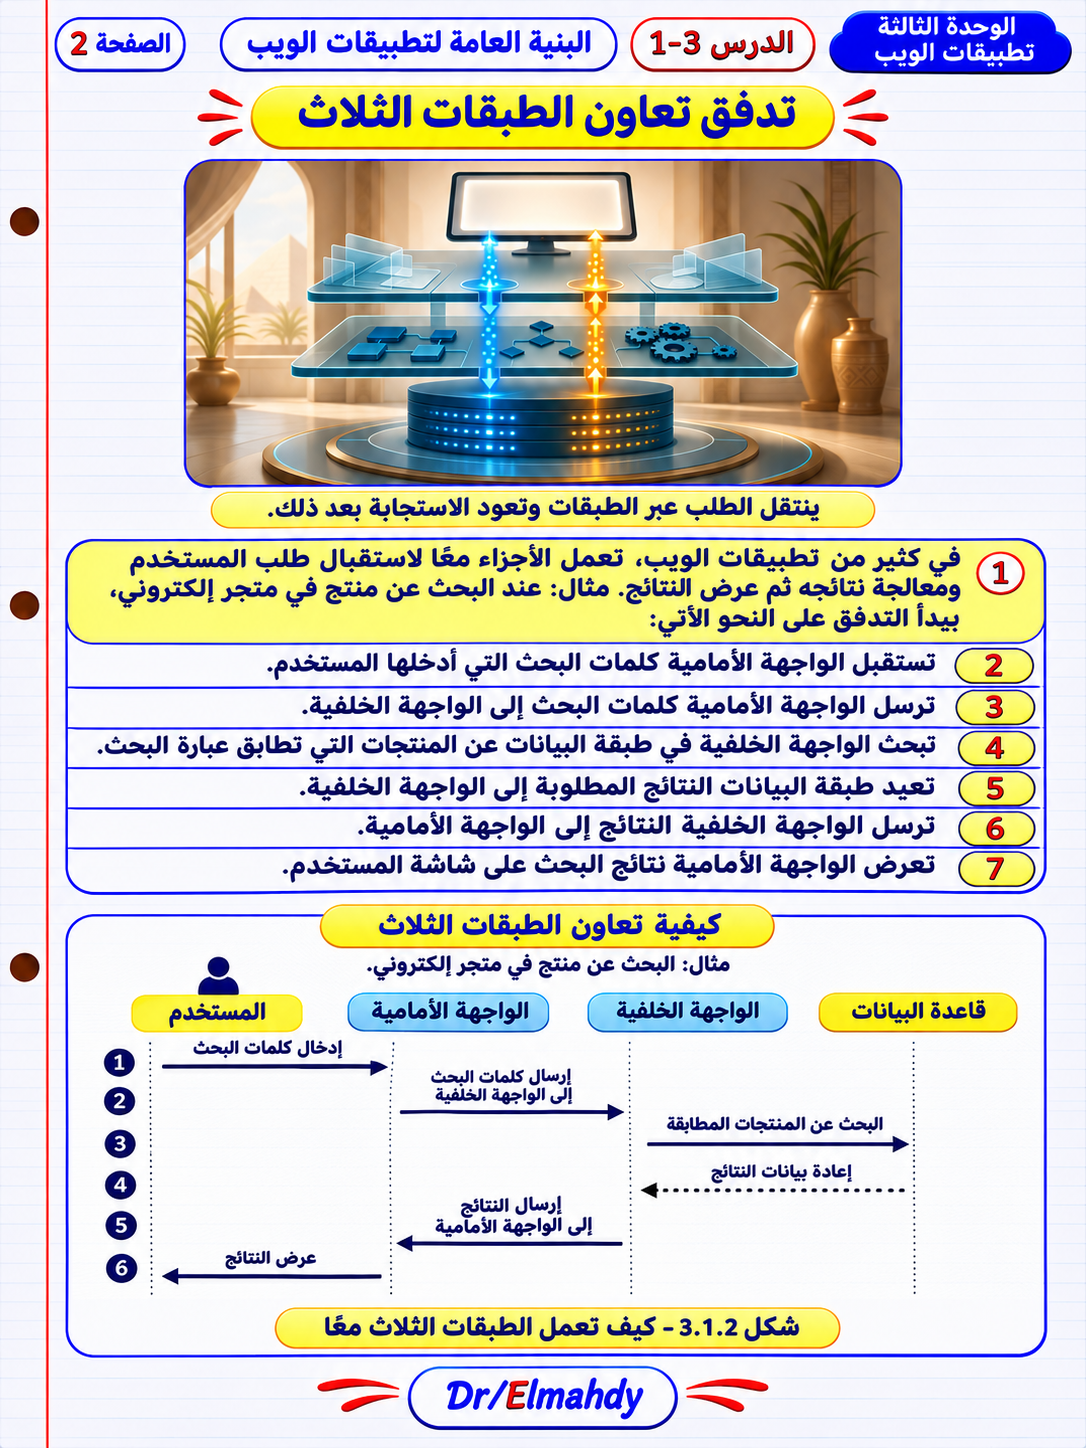 الوحدة الثالثة
تطبيقات الويب
الدرس 3-1
البنية العامة لتطبيقات الويب
الصفحة 2
تدفق تعاون الطبقات الثلاث
ينتقل الطلب عبر الطبقات وتعود الاستجابة بعد ذلك.
1
في كثير من تطبيقات الويب، تعمل الأجزاء معًا لاستقبال طلب المستخدم
ومعالجة نتائجه ثم عرض النتائج. مثال: عند البحث عن منتج في متجر إلكتروني،
بيدأ التدفق على النحو الأتي:
2 تستقبل الواجهة الأمامية كلمات البحث التي أدخلها المستخدم.
3 ترسل الواجهة الأمامية كلمات البحث إلى الواجهة الخلفية.
4 تبحث الواجهة الخلفية في طبقة البيانات عن المنتجات التي تطابق عبارة البحث.
5 تعيد طبقة البيانات النتائج المطلوبة إلى الواجهة الخلفية.
6 ترسل الواجهة الخلفية النتائج إلى الواجهة الأمامية.
7 تعرض الواجهة الأمامية نتائج البحث على شاشة المستخدم.
كيفية تعاون الطبقات الثلاث
مثال: البحث عن منتج في متجر إلكتروني.
قاعدة البيانات
الواجهة الخلفية
الواجهة الأمامية
المستخدم
1
إدخال كلمات البحث
2
إرسال كلمات البحث
إلى الواجهة الخلفية
3
البحث عن المنتجات المطابقة
4
إعادة بيانات النتائج
5
إرسال النتائج
إلى الواجهة الأمامية
6
عرض النتائج
شكل 3.1.2 – كيف تعمل الطبقات الثلاث معًا
Dr/Elmahdy